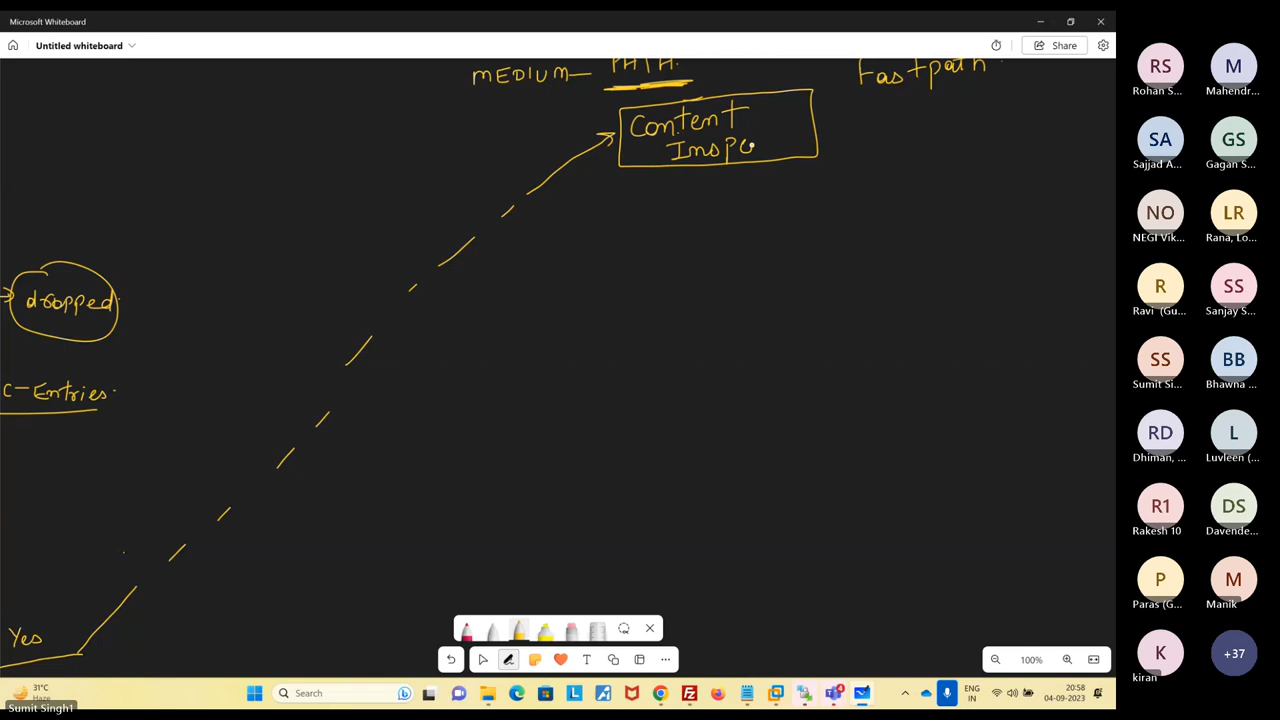 Microsoft Whiteboard
Untitled whiteboard
Share
MEDIUM— PATH.
Fastpath.
Content
Inspe
dropped
C-Entries.
Yes
100%
RS
Rohan S...
M
Mahendr...
SA
Sajjad A...
GS
Gagan S...
NO
NEGI Vik...
LR
Rana, Lo...
R
Ravi (Gu...
SS
Sanjay S...
SS
Sumit Si...
BB
Bhawna ...
RD
Dhiman, ...
L
Luvleen (...
R1
Rakesh 10
DS
Davende...
P
Paras (G...
M
Manik
K
kiran
+37
31°C
Haze
Search
ENG
IN
20:58
04-09-2023
Sumit Singh1